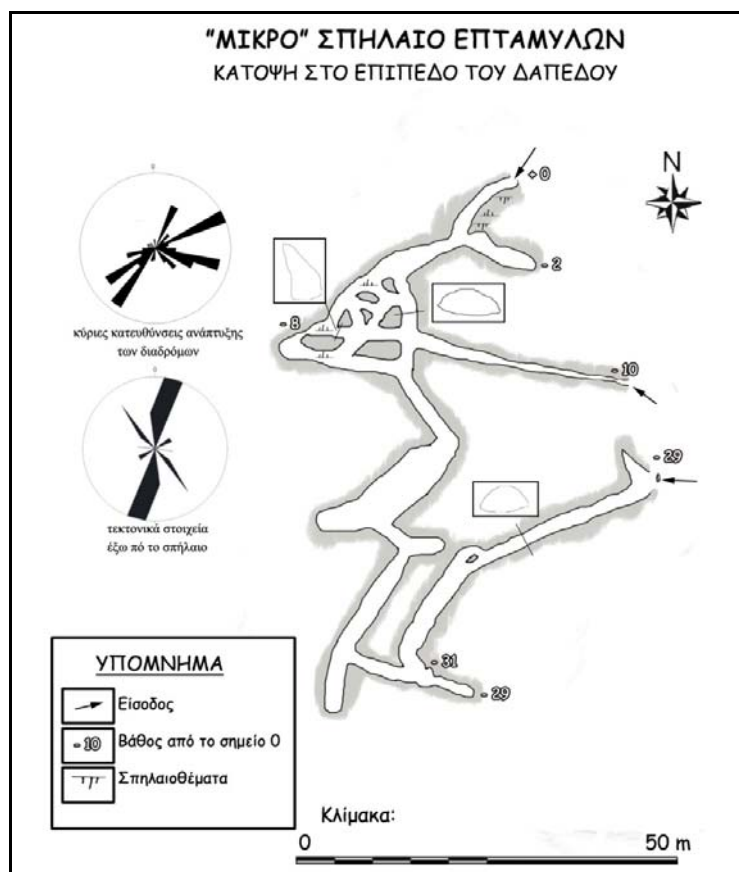 "ΜΙΚΡΟ" ΣΠΗΛΑΙΟ ΕΠΤΑΜΥΛΩΝ
ΚΑΤΟΨΗ ΣΤΟ ΕΠΙΠΕΔΟ ΤΟΥ ΔΑΠΕΔΟΥ
0
N
0
- 2
- 8
κύριες κατευθύνσεις ανάπτυξης
των διαδρόμων
- 10
0
- 29
τεκτονικά στοιχεία
έξω πό το σπήλαιο
- 31
- 29
ΥΠΟΜΝΗΜΑ
Είσοδος
- 10 Βάθος από το σημείο 0
Σπηλαιοθέματα
Κλίμακα:
0 50 m